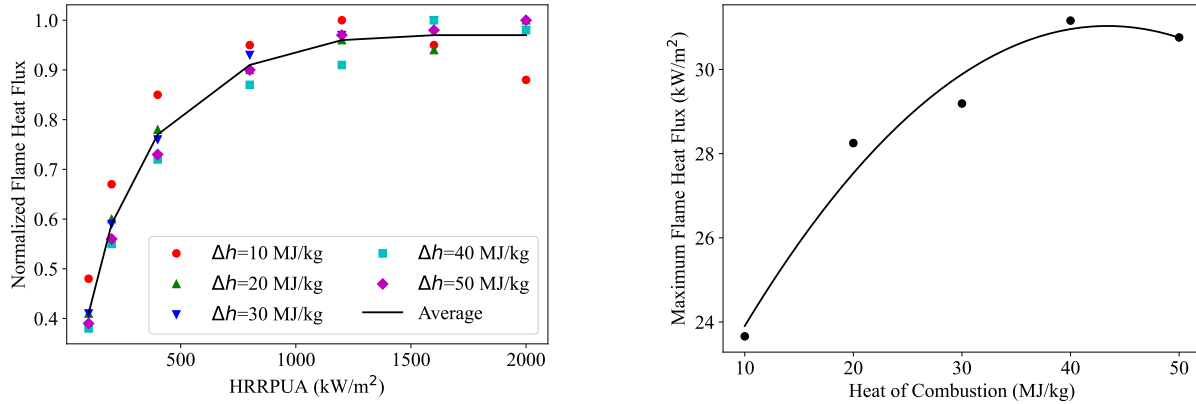 1.0
0.9
0.8
0.7
0.6
0.5
0.4
Normalized Flame Heat Flux
Δh=10 MJ/kg
Δh=20 MJ/kg
Δh=30 MJ/kg
Δh=40 MJ/kg
Δh=50 MJ/kg
Average
500 1000 1500 2000
HRRPUA (kW/m²)
30
28
26
24
Maximum Flame Heat Flux (kW/m²)
10 20 30 40 50
Heat of Combustion (MJ/kg)